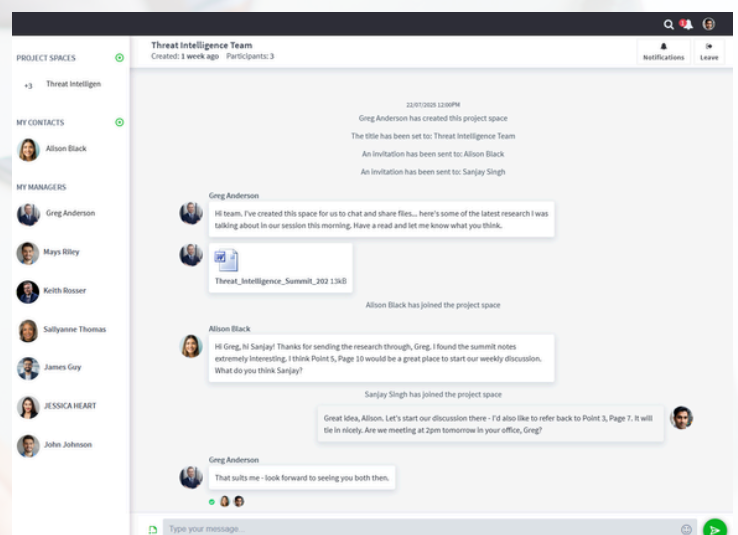 1
Threat Intelligence Team
Created: 1 week ago Participants: 3
Notifications
Leave
PROJECT SPACES
+3 Threat Intelligen
MY CONTACTS
Alison Black
MY MANAGERS
Greg Anderson
Mays Riley
Keith Rosser
Sallyanne Thomas
James Guy
JESSICA HEART
John Johnson
22/07/2020 12:00PM
Greg Anderson has created this project space
The title has been set to: Threat Intelligence Team
An invitation has been sent to: Alison Black
An invitation has been sent to: Sanjay Singh
Greg Anderson
Hi team. I've created this space for us to chat and share files... here's some of the latest research I was
talking about in our session this morning. Have a read and let me know what you think.
Threat_Intelligence_Summit_202 13kB
Alison Black has joined the project space
Alison Black
Hi Greg, hi Sanjay! Thanks for sending the research through, Greg. I found the summit notes
extremely interesting. I think Point 5, Page 10 would be a great place to start our weekly discussion.
What do you think Sanjay?
Sanjay Singh has joined the project space
Great idea, Alison. Let's start our discussion there - I'd also like to refer back to Point 3, Page 7. It will
tie in nicely. Are we meeting at 2pm tomorrow in your office, Greg?
Greg Anderson
That suits me - look forward to seeing you both then.
Type your message...